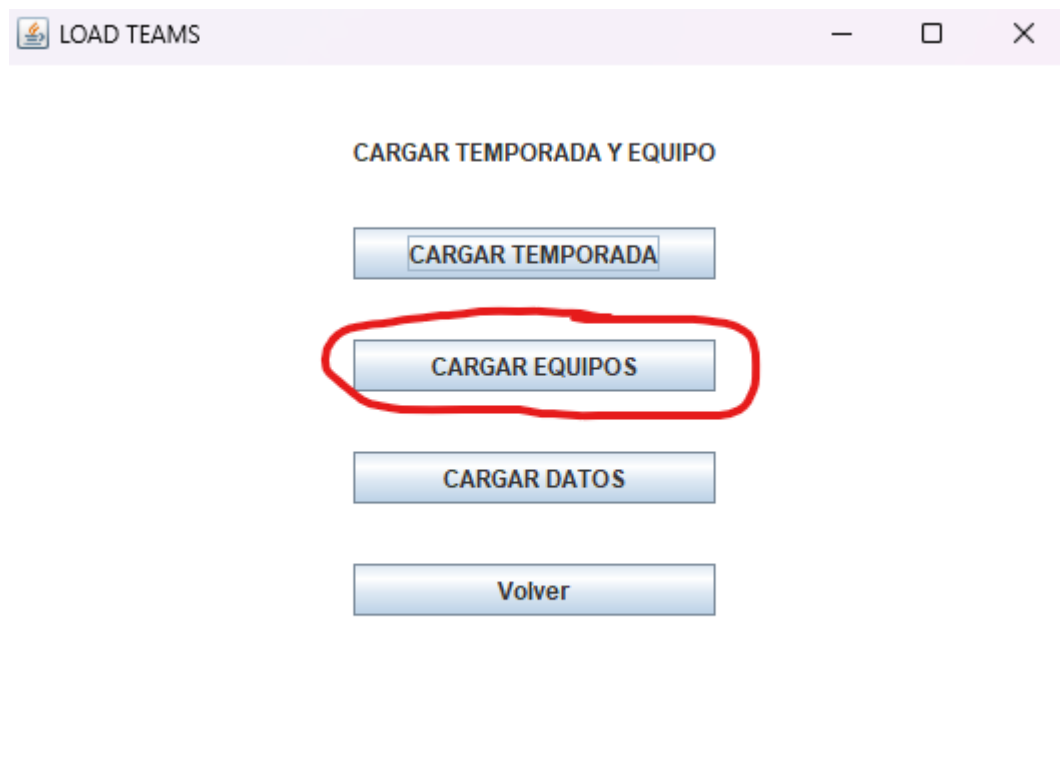 LOAD TEAMS
CARGAR TEMPORADA Y EQUIPO
CARGAR TEMPORADA
CARGAR EQUIPOS
CARGAR DATOS
Volver